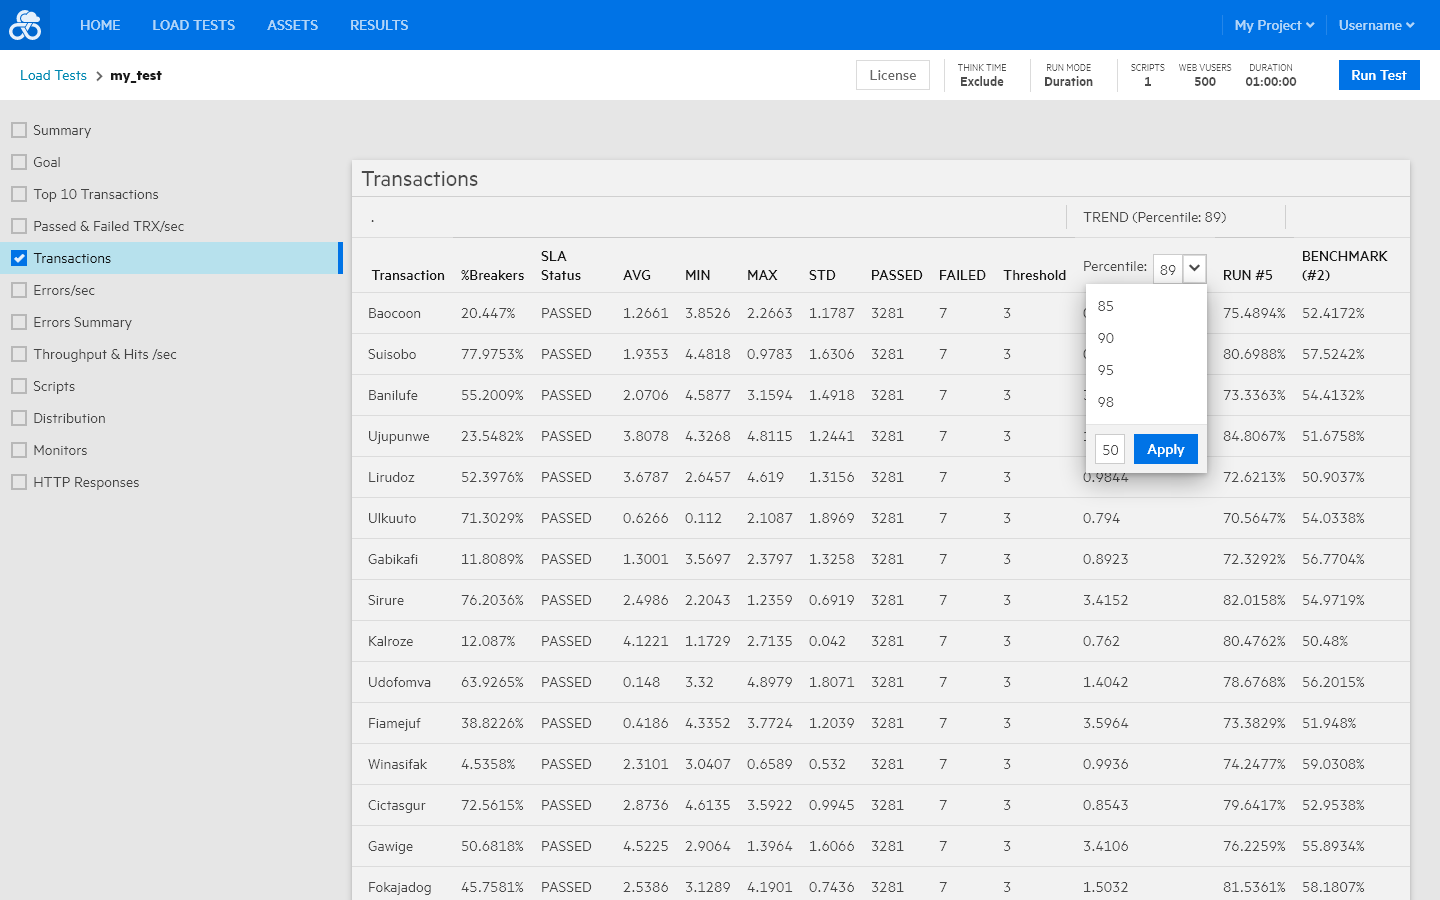 HOME LOAD TESTS ASSETS RESULTS My Project Username
Load Tests > my_test License THINK TIME Exclude RUN MODE Duration SCRIPTS 1 WEB VUSERS 500 DURATION 01:00:00 Run Test
Summary
Goal
Top 10 Transactions
Passed & Failed TRX/sec
Transactions
Errors/sec
Errors Summary
Throughput & Hits /sec
Scripts
Distribution
Monitors
HTTP Responses
Transactions
. TREND (Percentile: 89)
Transaction %Breakers SLA Status AVG MIN MAX STD PASSED FAILED Threshold Percentile: 89 RUN #5 BENCHMARK (#2)
85
90
95
98
50 Apply
Baocoon 20.447% PASSED 1.2661 3.8526 2.2663 1.1787 3281 7 3 75.4894% 52.4172%
Suisobo 77.9753% PASSED 1.9353 4.4818 0.9783 1.6306 3281 7 3 80.6988% 57.5242%
Banilufe 55.2009% PASSED 2.0706 4.5877 3.1594 1.4918 3281 7 3 73.3363% 54.4132%
Ujupunwe 23.5482% PASSED 3.8078 4.3268 4.8115 1.2441 3281 7 3 84.8067% 51.6758%
Lirudoz 52.3976% PASSED 3.6787 2.6457 4.619 1.3156 3281 7 3 0.9844 72.6213% 50.9037%
Ulkuuto 71.3029% PASSED 0.6266 0.112 2.1087 1.8969 3281 7 3 0.794 70.5647% 54.0338%
Gabikafi 11.8089% PASSED 1.3001 3.5697 2.3797 1.3258 3281 7 3 0.8923 72.3292% 56.7704%
Sirure 76.2036% PASSED 2.4986 2.2043 1.2359 0.6919 3281 7 3 3.4152 82.0158% 54.9719%
Kalroze 12.087% PASSED 4.1221 1.1729 2.7135 0.042 3281 7 3 0.762 80.4762% 50.48%
Udofomva 63.9265% PASSED 0.148 3.32 4.8979 1.8071 3281 7 3 1.4042 78.6768% 56.2015%
Fiamejuf 38.8226% PASSED 0.4186 4.3352 3.7724 1.2039 3281 7 3 3.5964 73.3829% 51.948%
Winasifak 4.5358% PASSED 2.3101 3.0407 0.6589 0.532 3281 7 3 0.9936 74.2477% 59.0308%
Cictasgur 72.5615% PASSED 2.8736 4.6135 3.5922 0.9945 3281 7 3 0.8543 79.6417% 52.9538%
Gawige 50.6818% PASSED 4.5225 2.9064 1.3964 1.6066 3281 7 3 3.4106 76.2259% 55.8934%
Fokajadog 45.7581% PASSED 2.5386 3.1289 4.1901 0.7436 3281 7 3 1.5032 81.5361% 58.1807%